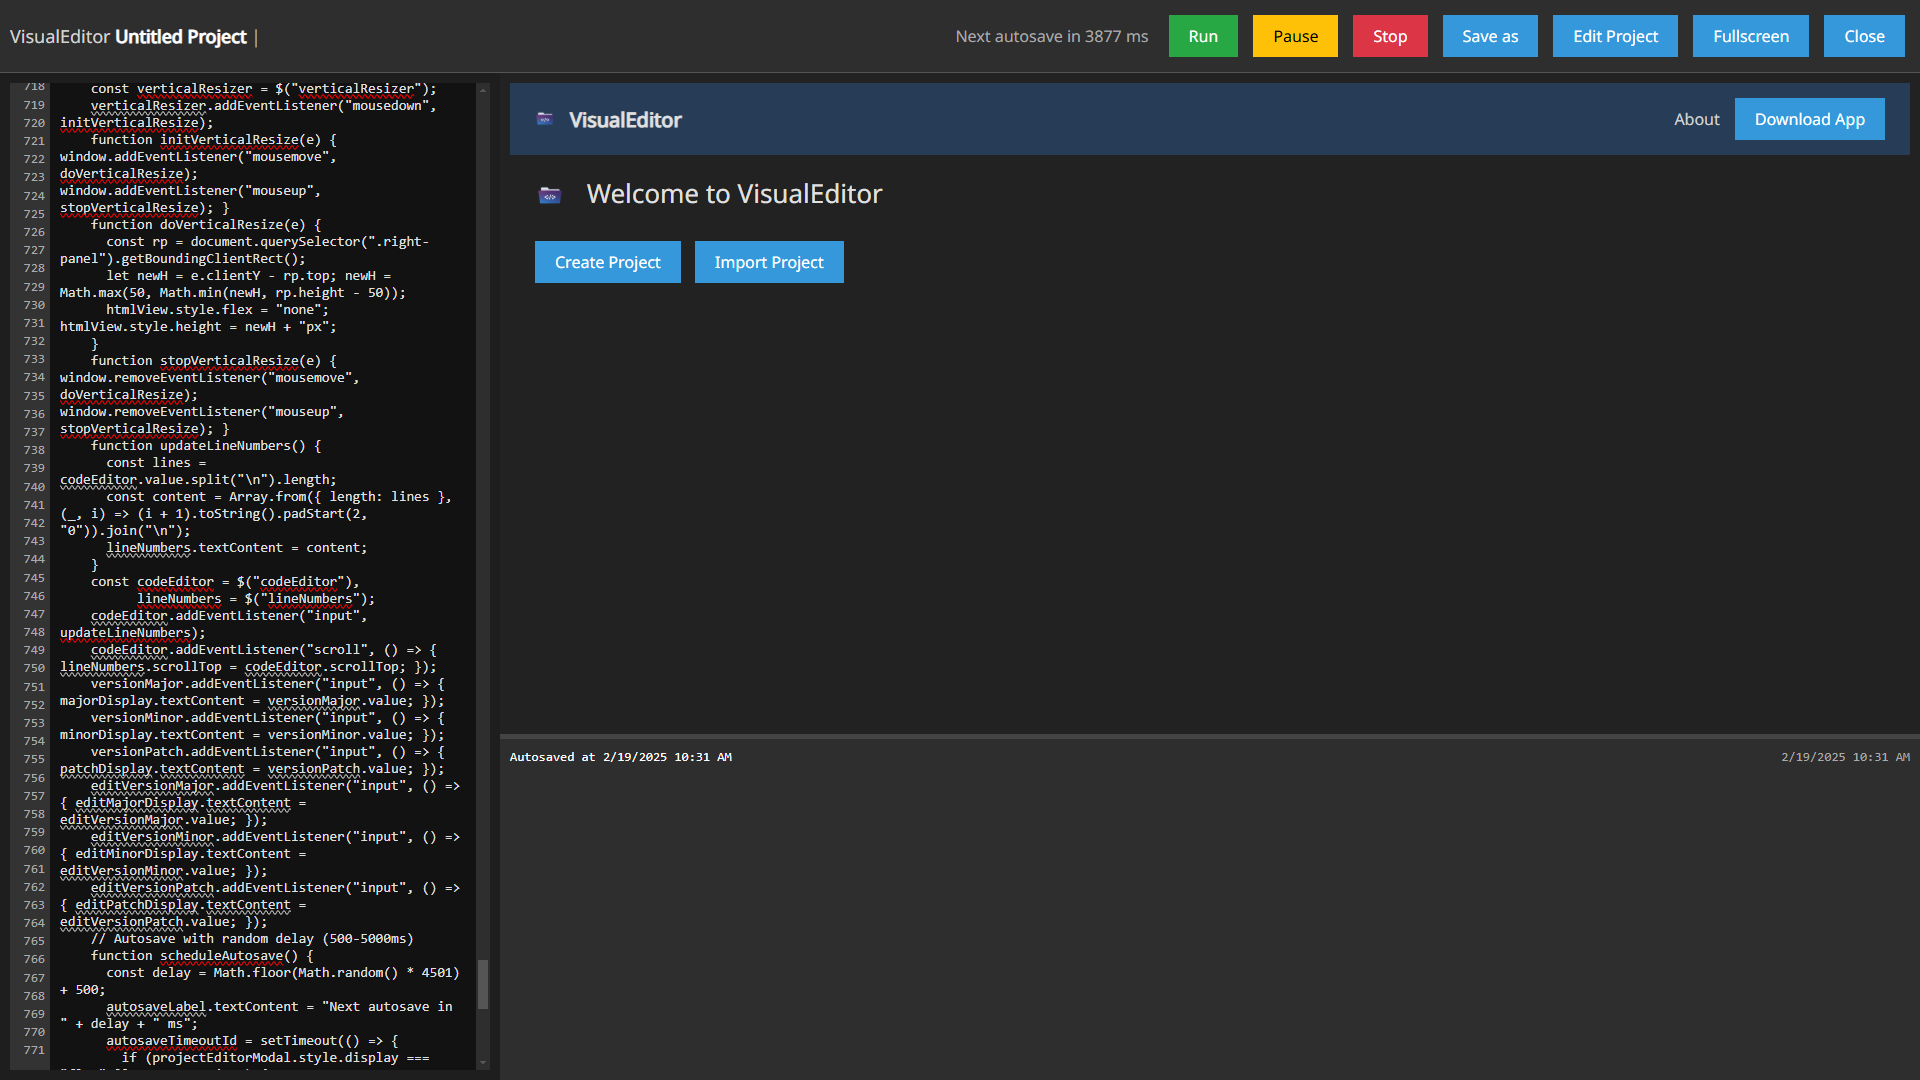 VisualEditor Untitled Project |
Next autosave in 3877 ms
Run
Pause
Stop
Save as
Edit Project
Fullscreen
Close
718
719
720
721
722
723
724
725
726
727
728
729
730
731
732
733
734
735
736
737
738
739
740
741
742
743
744
745
746
747
748
749
750
751
752
753
754
755
756
757
758
759
760
761
762
763
764
765
766
767
768
769
770
771
    const verticalResizer = $("verticalResizer");
    verticalResizer.addEventListener("mousedown",
initVerticalResize);
    function initVerticalResize(e) {
window.addEventListener("mousemove",
doVerticalResize);
window.addEventListener("mouseup",
stopVerticalResize); }
    function doVerticalResize(e) {
      const rp = document.querySelector(".right-
panel").getBoundingClientRect();
      let newH = e.clientY - rp.top; newH =
Math.max(50, Math.min(newH, rp.height - 50));
      htmlView.style.flex = "none";
htmlView.style.height = newH + "px";
    }
    function stopVerticalResize(e) {
window.removeEventListener("mousemove",
doVerticalResize);
window.removeEventListener("mouseup",
stopVerticalResize); }
    function updateLineNumbers() {
      const lines =
codeEditor.value.split("\n").length;
      const content = Array.from({ length: lines },
(_, i) => (i + 1).toString().padStart(2,
"0")).join("\n");
      lineNumbers.textContent = content;
    }
    const codeEditor = $("codeEditor"),
          lineNumbers = $("lineNumbers");
    codeEditor.addEventListener("input",
updateLineNumbers);
    codeEditor.addEventListener("scroll", () => {
lineNumbers.scrollTop = codeEditor.scrollTop; });
    versionMajor.addEventListener("input", () => {
majorDisplay.textContent = versionMajor.value; });
    versionMinor.addEventListener("input", () => {
minorDisplay.textContent = versionMinor.value; });
    versionPatch.addEventListener("input", () => {
patchDisplay.textContent = versionPatch.value; });
    editVersionMajor.addEventListener("input", () =>
{ editMajorDisplay.textContent =
editVersionMajor.value; });
    editVersionMinor.addEventListener("input", () =>
{ editMinorDisplay.textContent =
editVersionMinor.value; });
    editVersionPatch.addEventListener("input", () =>
{ editPatchDisplay.textContent =
editVersionPatch.value; });
    // Autosave with random delay (500-5000ms)
    function scheduleAutosave() {
      const delay = Math.floor(Math.random() * 4501)
+ 500;
      autosaveLabel.textContent = "Next autosave in
" + delay + " ms";
      autosaveTimeoutId = setTimeout(() => {
        if (projectEditorModal.style.display ===
VisualEditor
About
Download App
Welcome to VisualEditor
Create Project
Import Project
Autosaved at 2/19/2025 10:31 AM
2/19/2025 10:31 AM